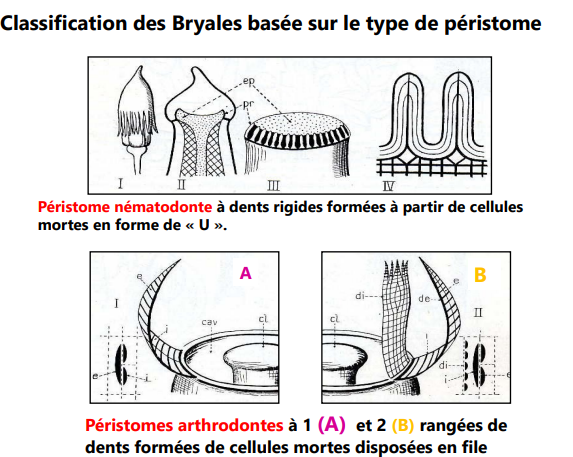 Classification des Bryales basée sur le type de péristome
ep
pr
I II III IV
Péristome nématodonte à dents rigides formées à partir de cellules
mortes en forme de « U ».
A
e
I
i
cav
cl
e i
B
cl
di
de
e
II
i
di
i
e
Péristomes arthrodontes à 1 (A) et 2 (B) rangées de
dents formées de cellules mortes disposées en file